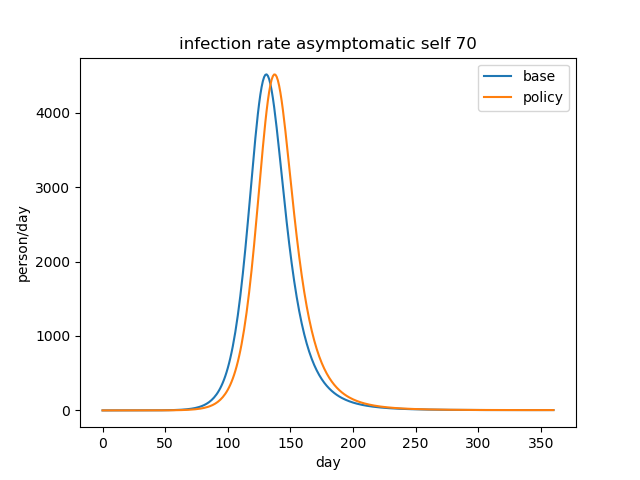 infection rate asymptomatic self 70
base
policy
person/day
4000
3000
2000
1000
0
0 50 100 150 200 250 300 350
day